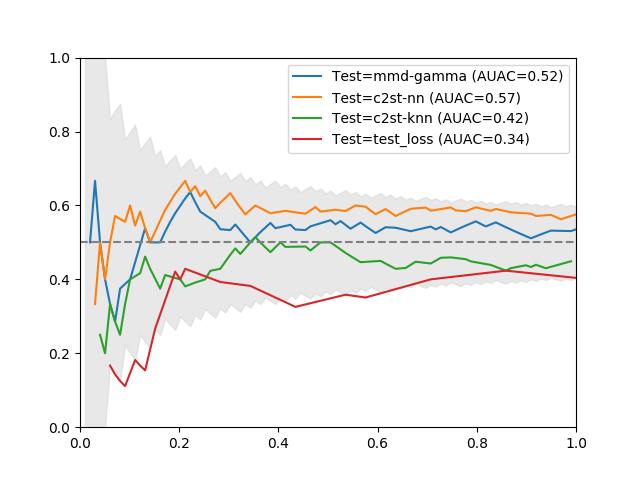 1.0
0.8
0.6
0.4
0.2
0.0
0.0 0.2 0.4 0.6 0.8 1.0
Test=mmd-gamma (AUAC=0.52)
Test=c2st-nn (AUAC=0.57)
Test=c2st-knn (AUAC=0.42)
Test=test_loss (AUAC=0.34)